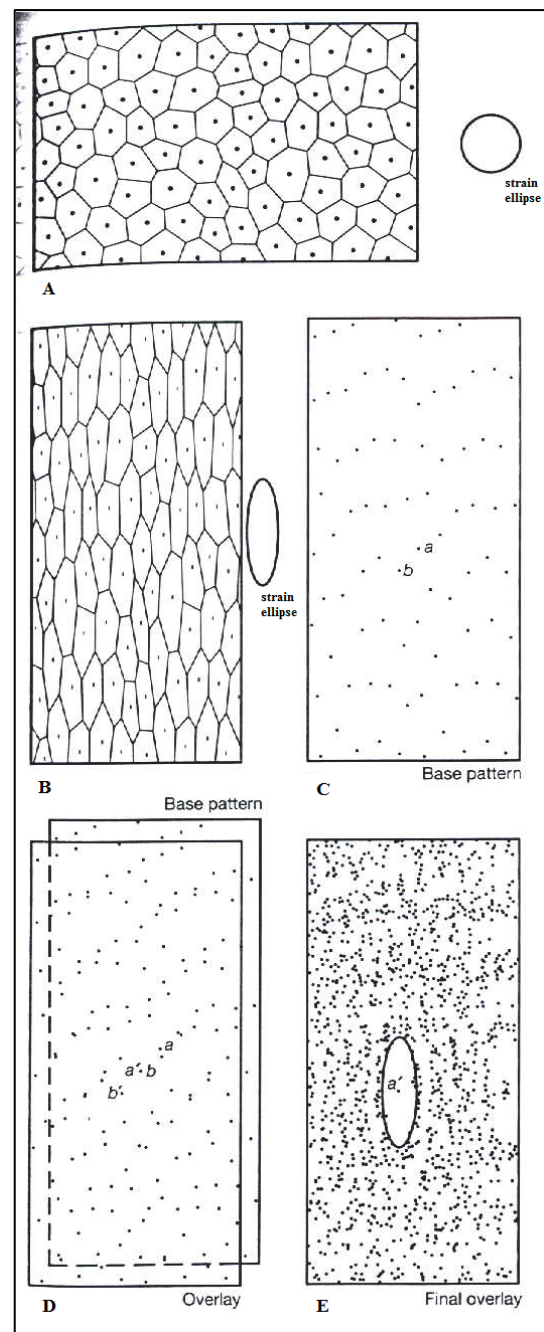 strain
ellipse
A
strain
ellipse
a
b
B
Base pattern
C
Base pattern
a
a′ b
b′
a′
D
Overlay
E
Final overlay